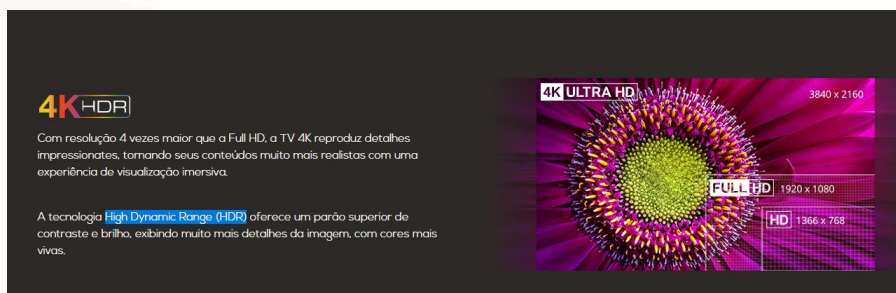 4K HDR
Com resolução 4 vezes maior que a Full HD, a TV 4K reproduz detalhes
impressionates, tornando seus conteúdos muito mais realistas com uma
experiência de visualização imersiva.
A tecnologia High Dynamic Range (HDR) oferece um parão superior de
contraste e brilho, exibindo muito mais detalhes da imagem, com cores mais
vivas.
4K ULTRA HD 3840 x 2160
FULL HD 1920 x 1080
HD 1366 x 768